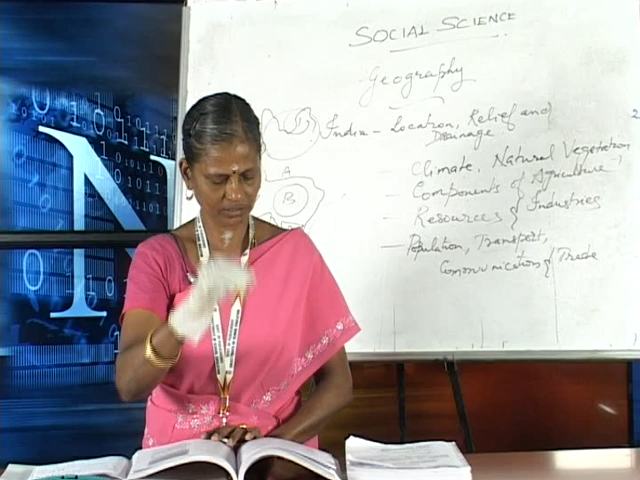 SOCIAL SCIENCE
Geography
India - Location, Relief and
Drainage
- Climate, Natural Vegetation
- Components of Agriculture
- Resources & Industries
- Population, Transport,
Communication & Trade
A
B
2
N